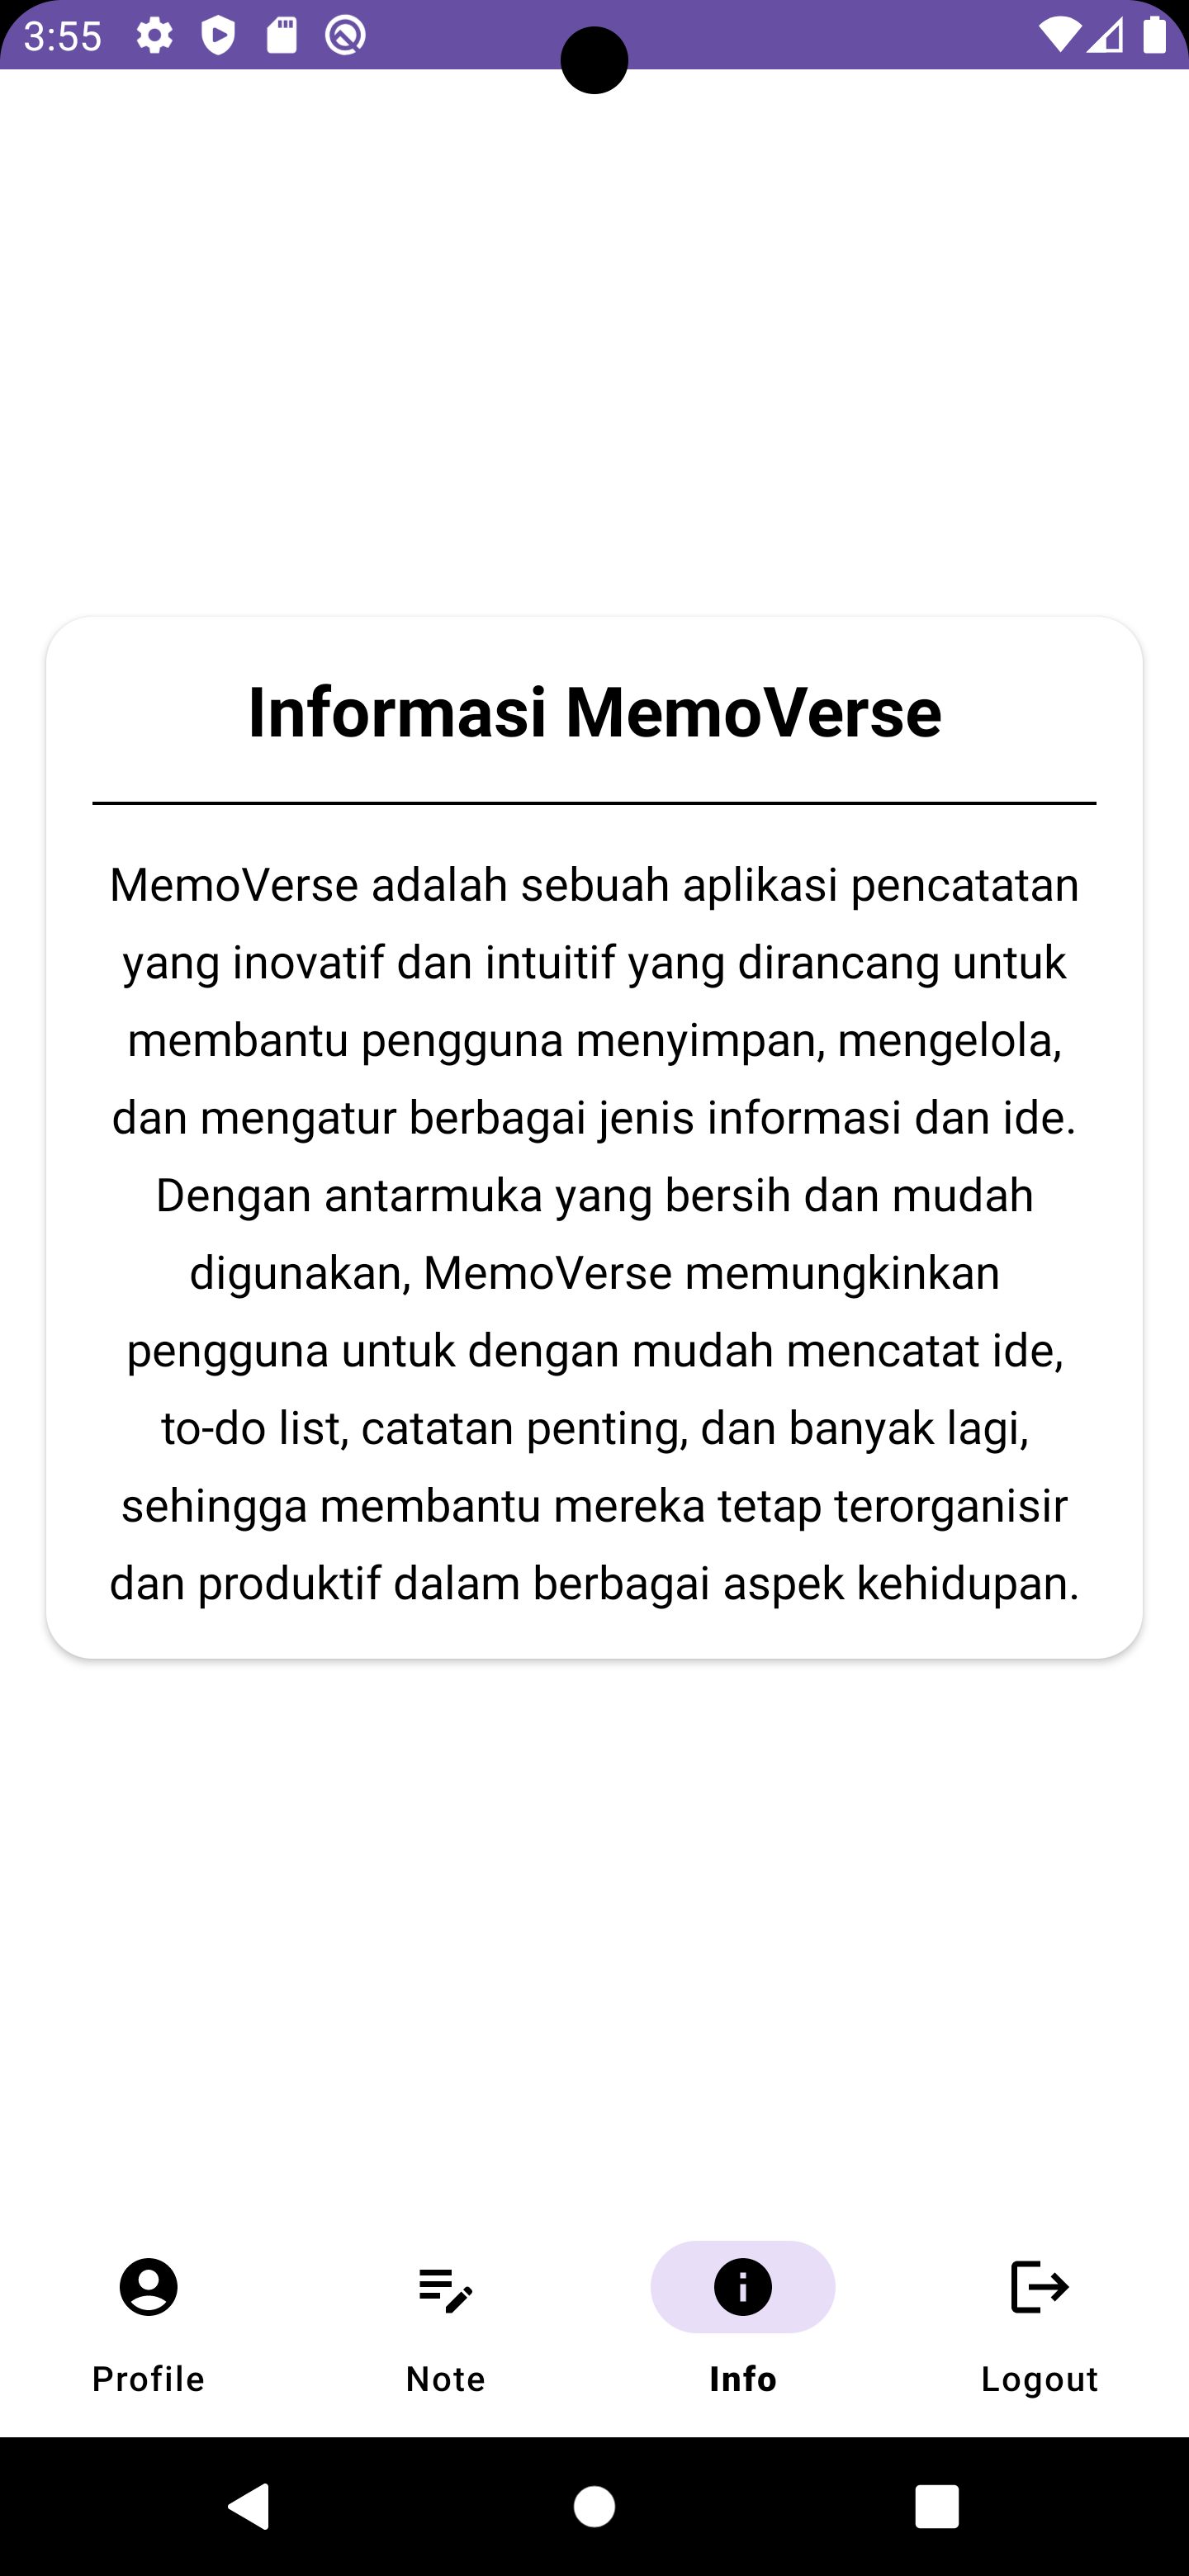 3:55
Informasi MemoVerse
MemoVerse adalah sebuah aplikasi pencatatan
yang inovatif dan intuitif yang dirancang untuk
membantu pengguna menyimpan, mengelola,
dan mengatur berbagai jenis informasi dan ide.
Dengan antarmuka yang bersih dan mudah
digunakan, MemoVerse memungkinkan
pengguna untuk dengan mudah mencatat ide,
to-do list, catatan penting, dan banyak lagi,
sehingga membantu mereka tetap terorganisir
dan produktif dalam berbagai aspek kehidupan.
Profile Note Info Logout